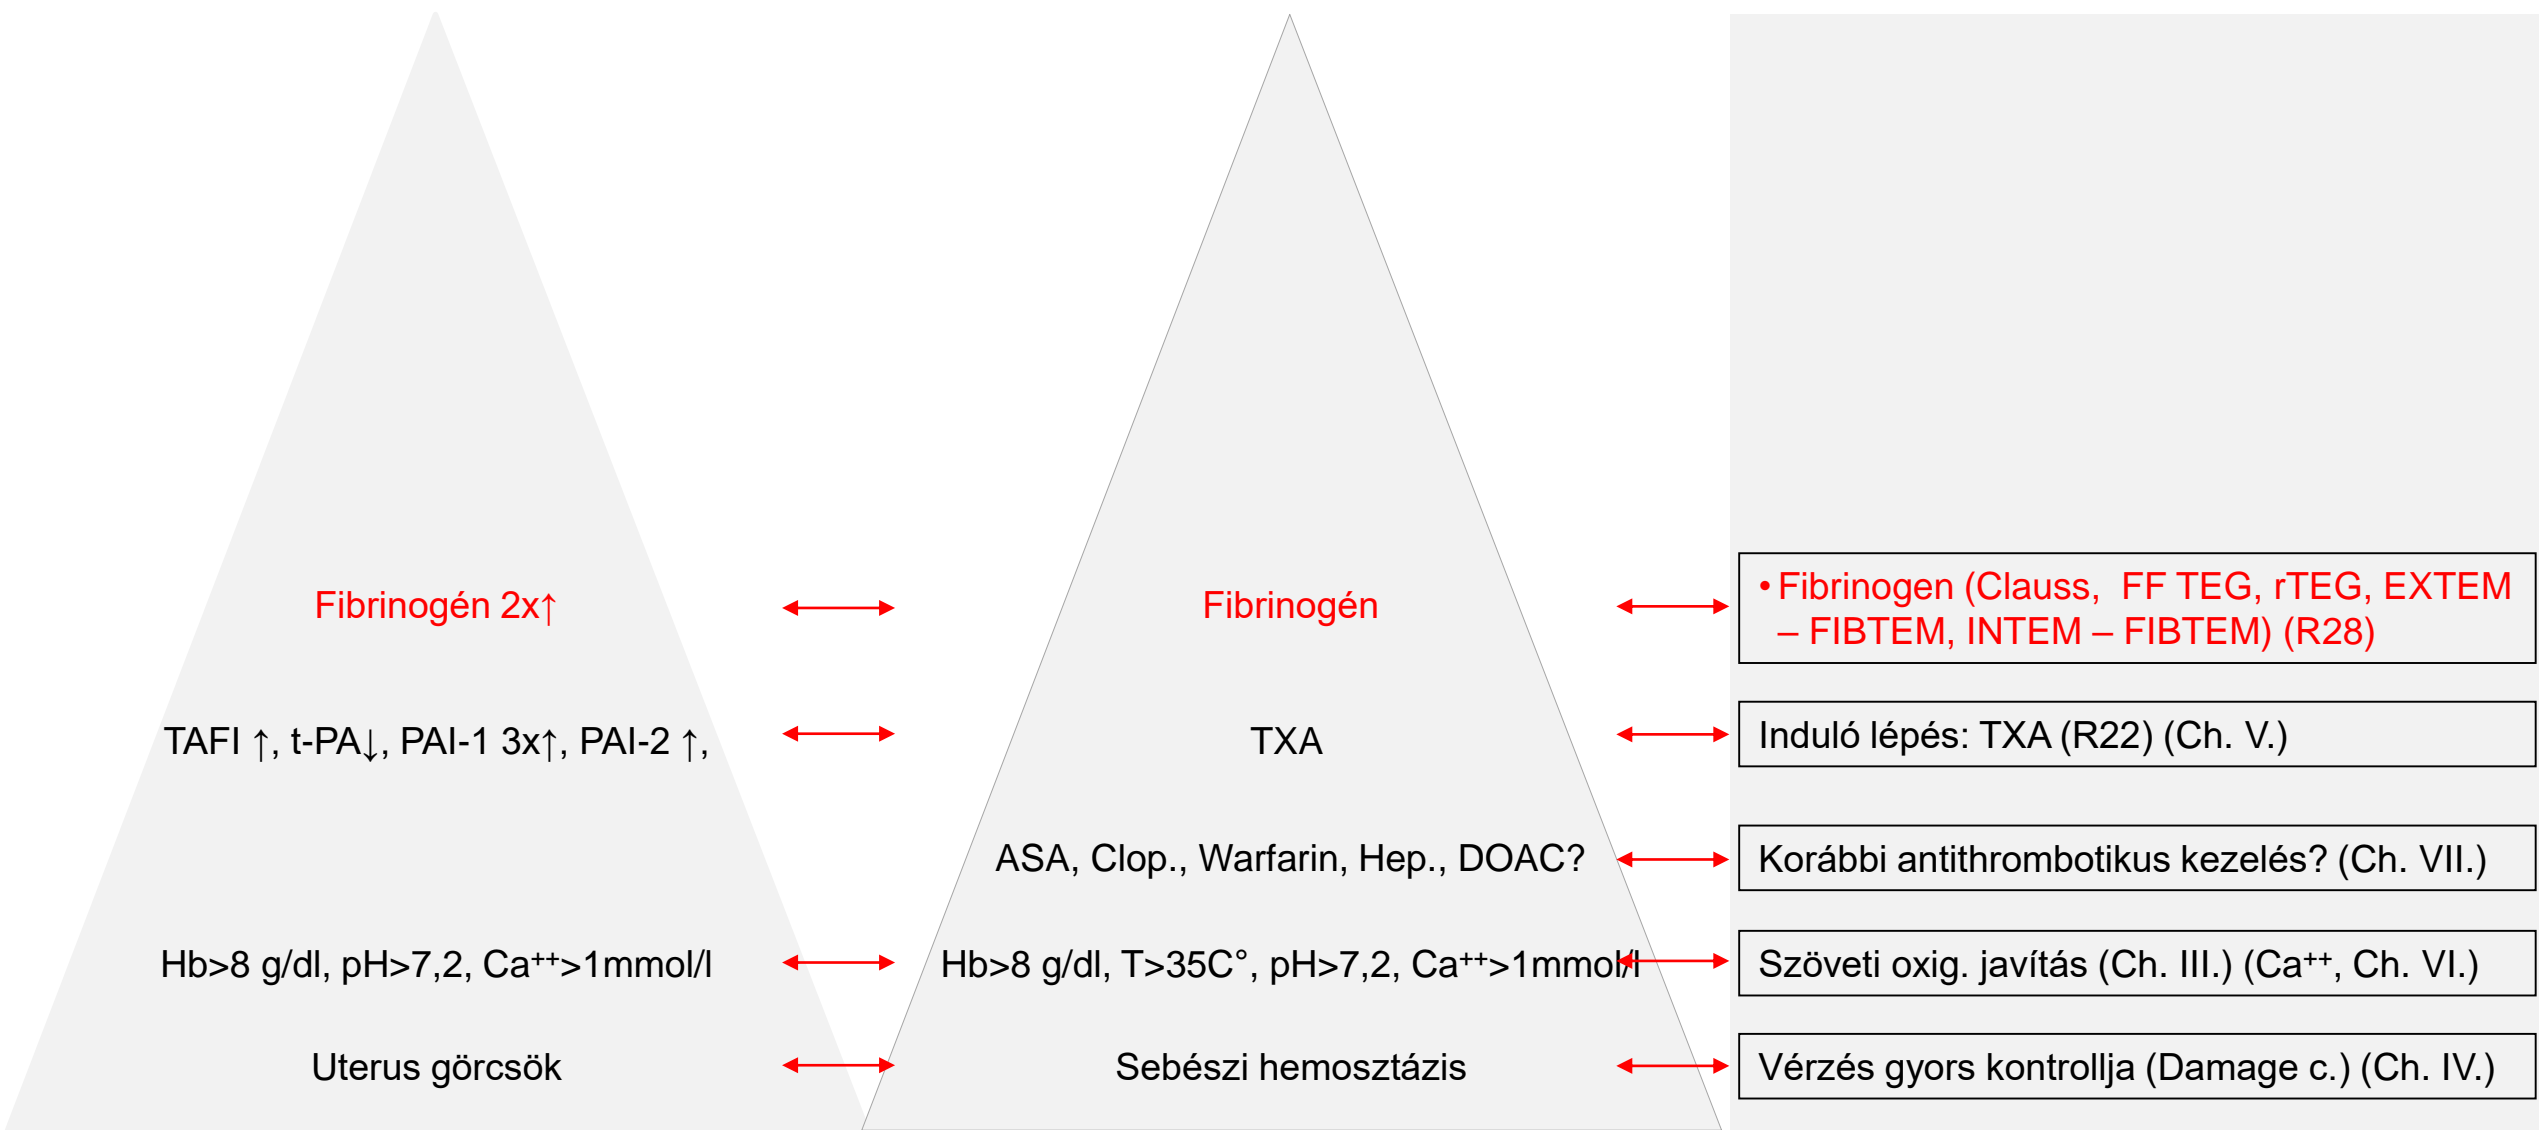 Fibrinogén 2x↑
Fibrinogén
• Fibrinogen (Clauss, FF TEG, rTEG, EXTEM
– FIBTEM, INTEM – FIBTEM) (R28)
TAFI ↑, t-PA↓, PAI-1 3x↑, PAI-2 ↑,
TXA
Induló lépés: TXA (R22) (Ch. V.)
ASA, Clop., Warfarin, Hep., DOAC?
Korábbi antithrombotikus kezelés? (Ch. VII.)
Hb>8 g/dl, pH>7,2, Ca⁺⁺>1mmol/l
Hb>8 g/dl, T>35C°, pH>7,2, Ca⁺⁺>1mmol/l
Szöveti oxig. javítás (Ch. III.) (Ca⁺⁺, Ch. VI.)
Uterus görcsök
Sebészi hemosztázis
Vérzés gyors kontrollja (Damage c.) (Ch. IV.)